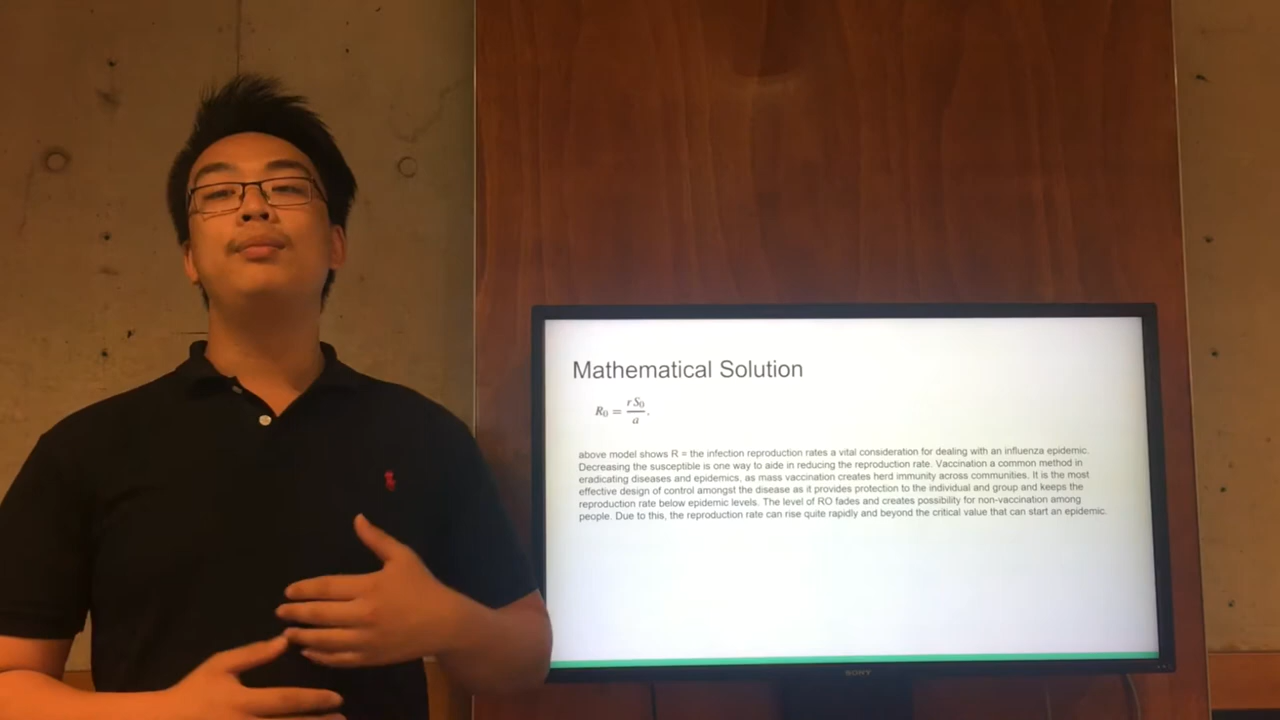 Mathematical Solution
R0 = rS0 / a.
above model shows R = the infection reproduction rates a vital consideration for dealing with an influenza epidemic.
Decreasing the susceptible is one way to aide in reducing the reproduction rate. Vaccination a common method in
eradicating diseases and epidemics, as mass vaccination creates herd immunity across communities. It is the most
effective design of control amongst the disease as it provides protection to the individual and group and keeps the
reproduction rate below epidemic levels. The level of RO fades and creates possibility for non-vaccination among
people. Due to this, the reproduction rate can rise quite rapidly and beyond the critical value that can start an epidemic.
SONY